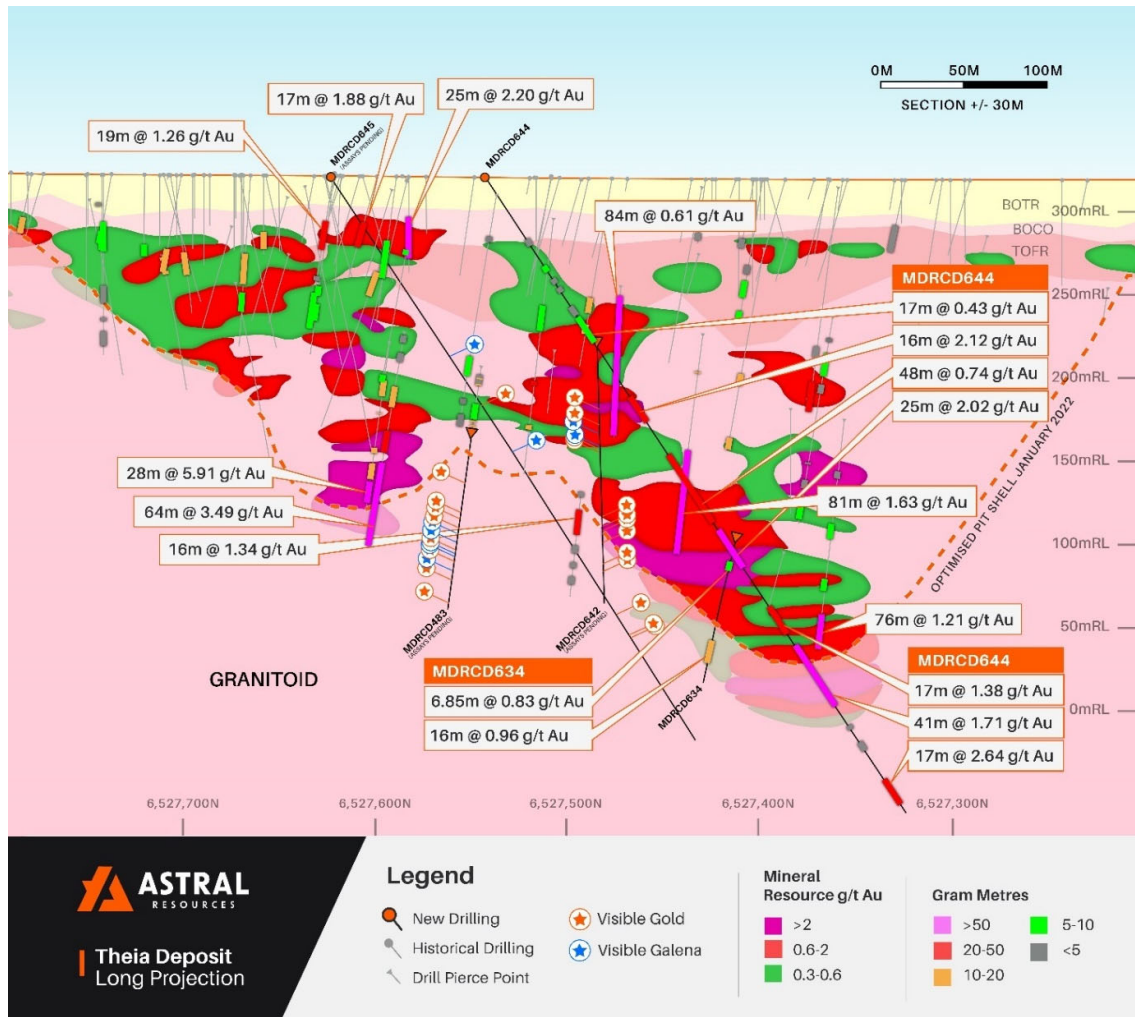 0M 50M 100M
SECTION +/- 30M
17m @ 1.88 g/t Au
25m @ 2.20 g/t Au
19m @ 1.26 g/t Au
MDRCD645
(ASSAYS PENDING)
MDRCD644
84m @ 0.61 g/t Au
BOTR
300mRL
BOCO
TOFR
250mRL
200mRL
150mRL
100mRL
50mRL
0mRL
MDRCD644
17m @ 0.43 g/t Au
16m @ 2.12 g/t Au
48m @ 0.74 g/t Au
25m @ 2.02 g/t Au
OPTIMISED PIT SHELL JANUARY 2022
28m @ 5.91 g/t Au
64m @ 3.49 g/t Au
16m @ 1.34 g/t Au
81m @ 1.63 g/t Au
76m @ 1.21 g/t Au
MDRCD483
(ASSAYS PENDING)
MDRCD642
(ASSAYS PENDING)
MDRCD634
GRANITOID
MDRCD634
6.85m @ 0.83 g/t Au
16m @ 0.96 g/t Au
MDRCD644
17m @ 1.38 g/t Au
41m @ 1.71 g/t Au
17m @ 2.64 g/t Au
6,527,700N 6,527,600N 6,527,500N 6,527,400N 6,527,300N
ASTRAL
RESOURCES
Theia Deposit
Long Projection
Legend
New Drilling
Historical Drilling
Drill Pierce Point
Visible Gold
Visible Galena
Mineral
Resource g/t Au
>2
0.6-2
0.3-0.6
Gram Metres
>50
20-50
10-20
5-10
<5